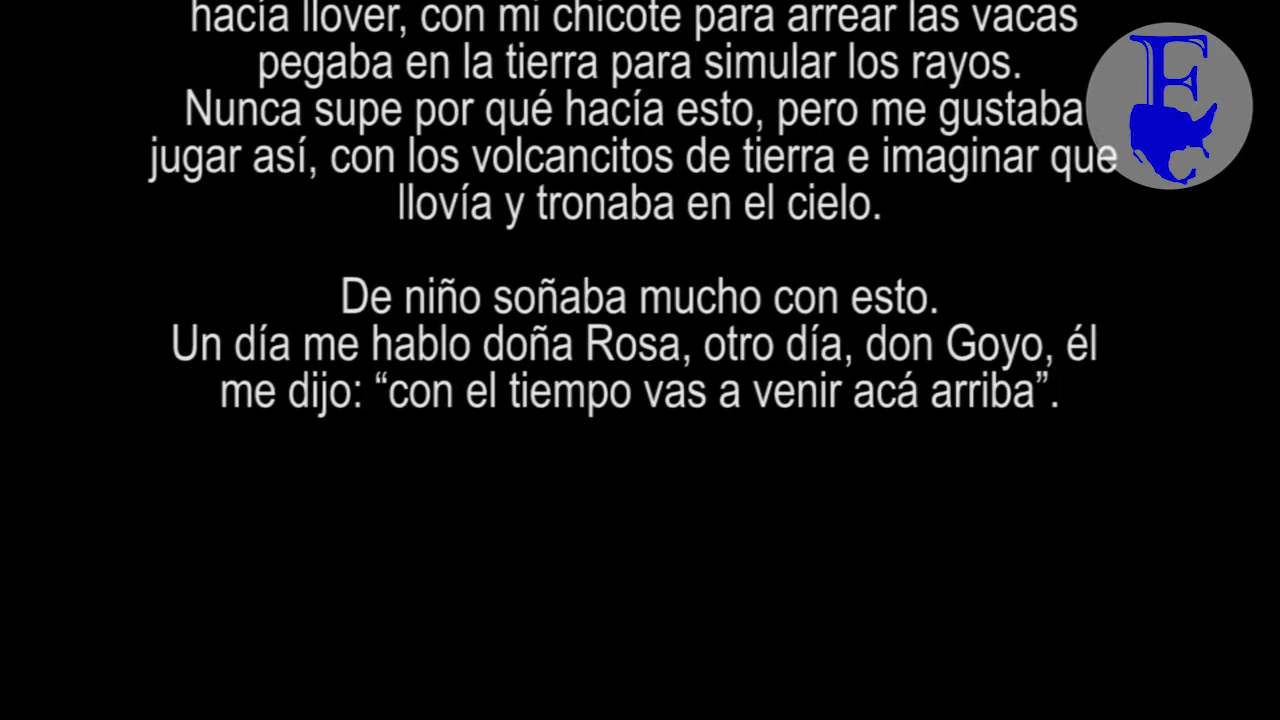 hacía llover, con mi chicote para arrear las vacas
pegaba en la tierra para simular los rayos.
Nunca supe por qué hacía esto, pero me gustaba
jugar así, con los volcancitos de tierra e imaginar que
llovía y tronaba en el cielo.
De niño soñaba mucho con esto.
Un día me hablo doña Rosa, otro día, don Goyo, él
me dijo: “con el tiempo vas a venir acá arriba”.
F